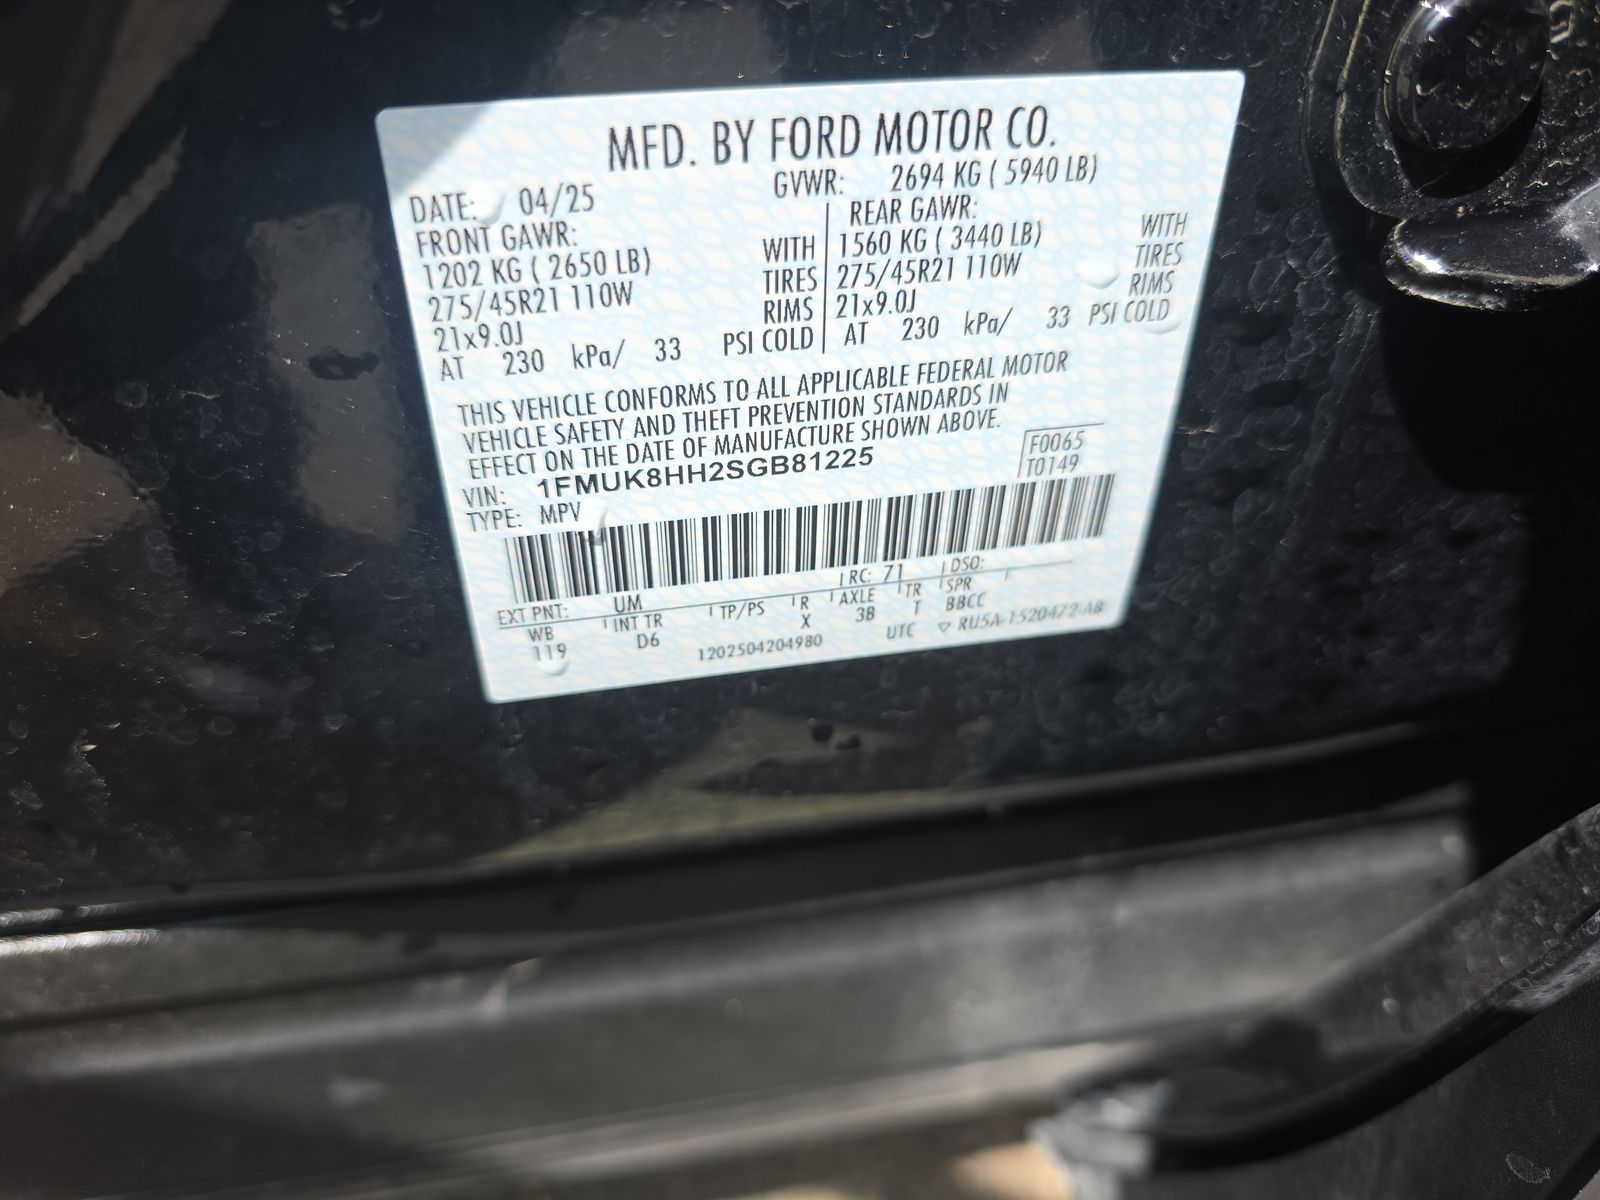 MFD. BY FORD MOTOR CO.
DATE: 04/25 GVWR: 2694 KG ( 5940 LB)
FRONT GAWR: REAR GAWR:
1202 KG ( 2650 LB) WITH 1560 KG ( 3440 LB) WITH
275/45R21 110W TIRES 275/45R21 110W TIRES
21x9.0J RIMS 21x9.0J RIMS
AT 230 kPa/ 33 PSI COLD AT 230 kPa/ 33 PSI COLD
THIS VEHICLE CONFORMS TO ALL APPLICABLE FEDERAL MOTOR
VEHICLE SAFETY AND THEFT PREVENTION STANDARDS IN
EFFECT ON THE DATE OF MANUFACTURE SHOWN ABOVE.
F0065
VIN: 1FMUK8HH2SGB81225 T0149
TYPE: MPV
EXT PNT: UM RC: 71 DSO:
WB INT TR TP/PS R AXLE TR SPR
119 D6 X 3B T BBCC
1202504204980 UTC ▽ RU5A-1520472-AB